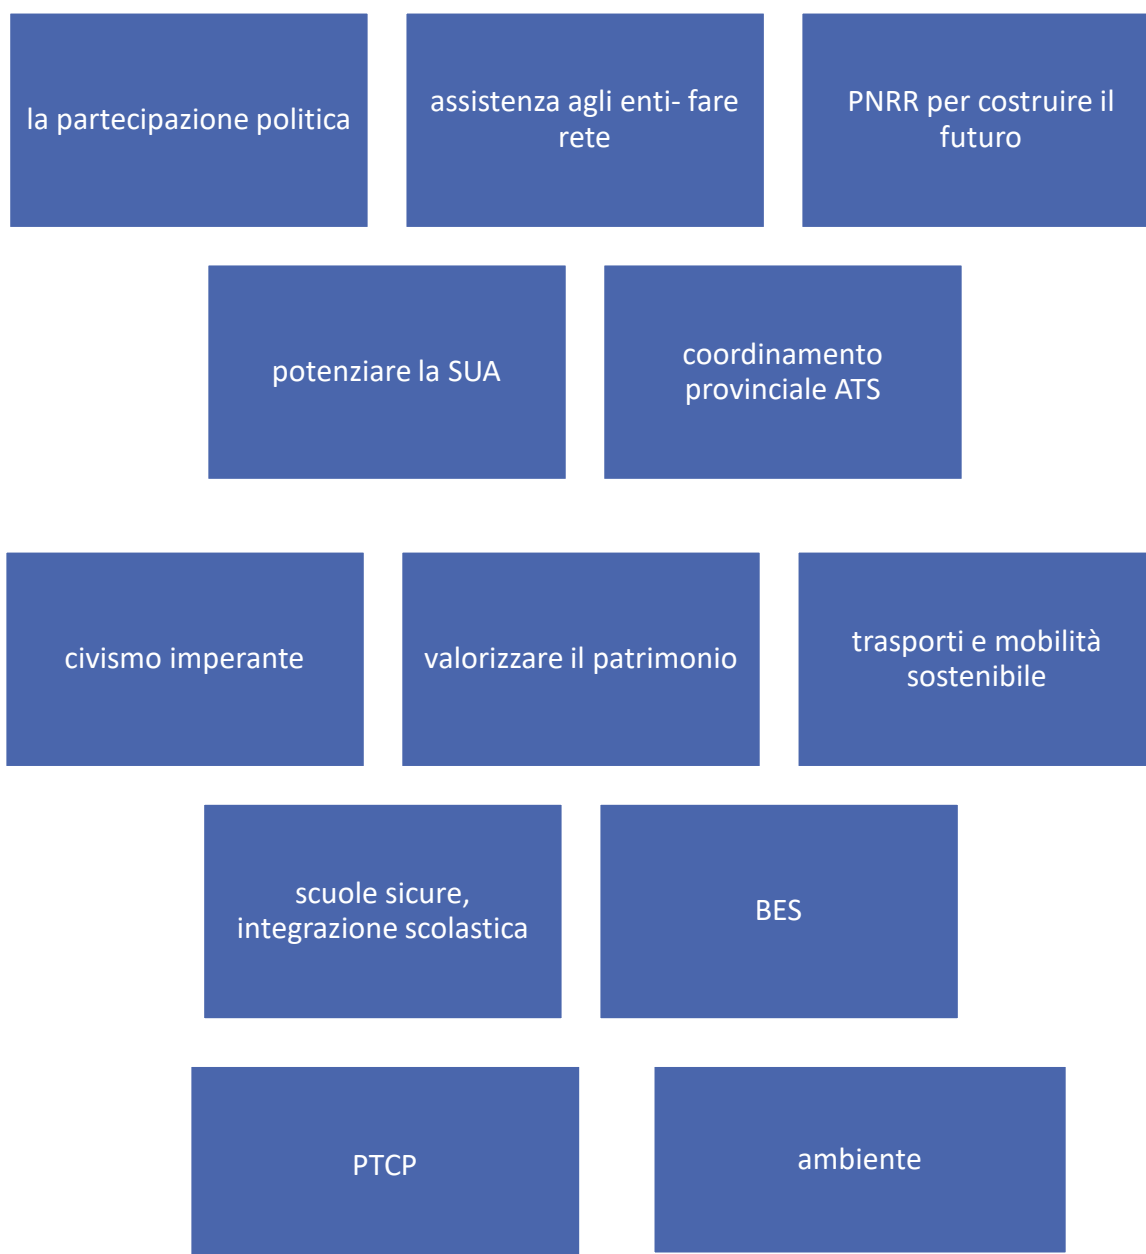 la partecipazione politica
assistenza agli enti- fare
rete
PNRR per costruire il
futuro
potenziare la SUA
coordinamento
provinciale ATS
civismo imperante
valorizzare il patrimonio
trasporti e mobilità
sostenibile
scuole sicure,
integrazione scolastica
BES
PTCP
ambiente